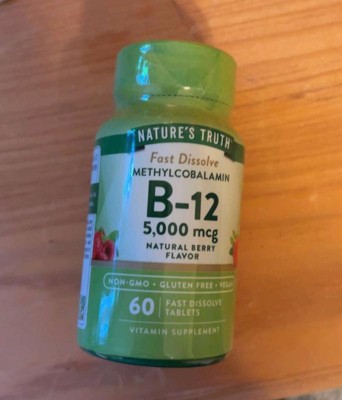 NATURE'S TRUTH
Fast Dissolve
METHYLCOBALAMIN
B-12
5,000 mcg
NATURAL BERRY
FLAVOR
NON-GMO • GLUTEN FREE • VEGAN
60 FAST DISSOLVE
TABLETS
VITAMIN SUPPLEMENT